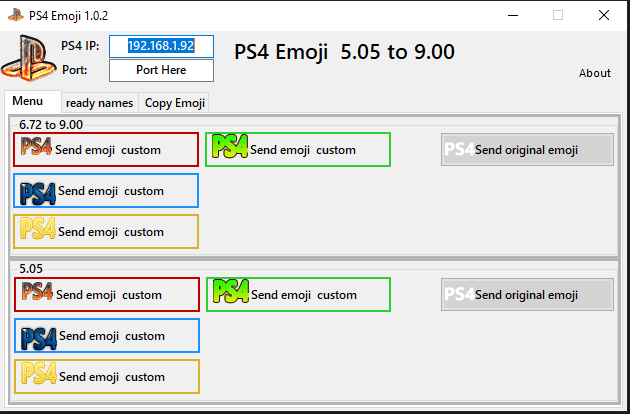 PS4 Emoji 1.0.2
PS4 IP: 192.168.1.92
PS4 Emoji 5.05 to 9.00
Port: Port Here
About
Menu ready names Copy Emoji
6.72 to 9.00
PS4 Send emoji custom PS4 Send emoji custom PS4 Send original emoji
PS4 Send emoji custom
PS4 Send emoji custom
5.05
PS4 Send emoji custom PS4 Send emoji custom PS4 Send original emoji
PS4 Send emoji custom
PS4 Send emoji custom